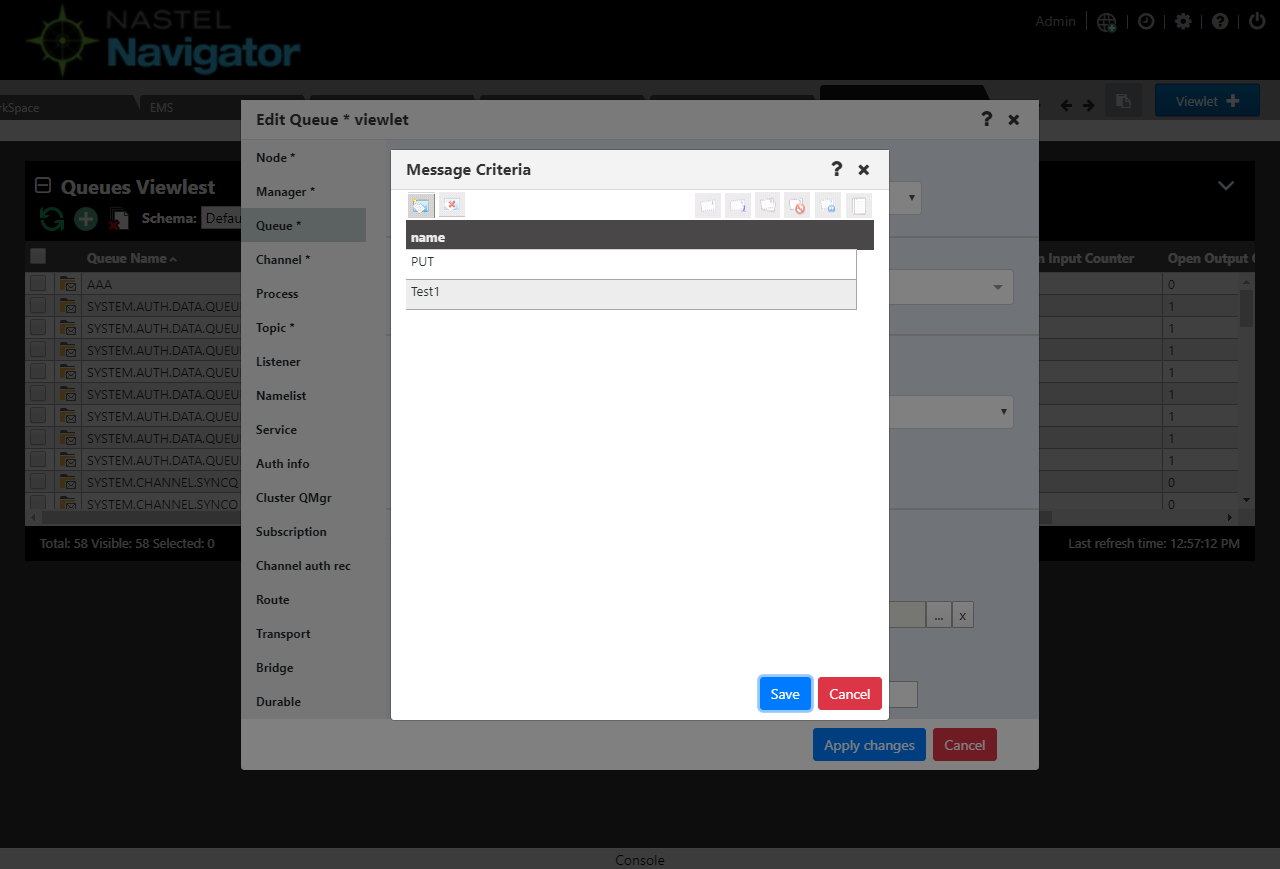 NASTEL
Navigator
Admin
rkSpace
EMS
Viewlet
Edit Queue * viewlet
Message Criteria
name
PUT
Test1
Save
Cancel
Node *
Manager *
Queue *
Channel *
Process
Topic *
Listener
Namelist
Service
Auth info
Cluster QMgr
Subscription
Channel auth rec
Route
Transport
Bridge
Durable
...
x
Apply changes
Cancel
Queues Viewlest
Schema: Defau
Queue Name
n Input Counter
Open Output
AAA
0
SYSTEM.AUTH.DATA.QUEU
1
SYSTEM.AUTH.DATA.QUEU
1
SYSTEM.AUTH.DATA.QUEU
1
SYSTEM.AUTH.DATA.QUEU
1
SYSTEM.AUTH.DATA.QUEU
1
SYSTEM.AUTH.DATA.QUEU
1
SYSTEM.AUTH.DATA.QUEU
1
SYSTEM.AUTH.DATA.QUEU
1
SYSTEM.CHANNEL.SYNCQ
0
SYSTEM.CHANNEL.SYNCQ
0
Total: 58 Visible: 58 Selected: 0
Last refresh time: 12:57:12 PM
Console